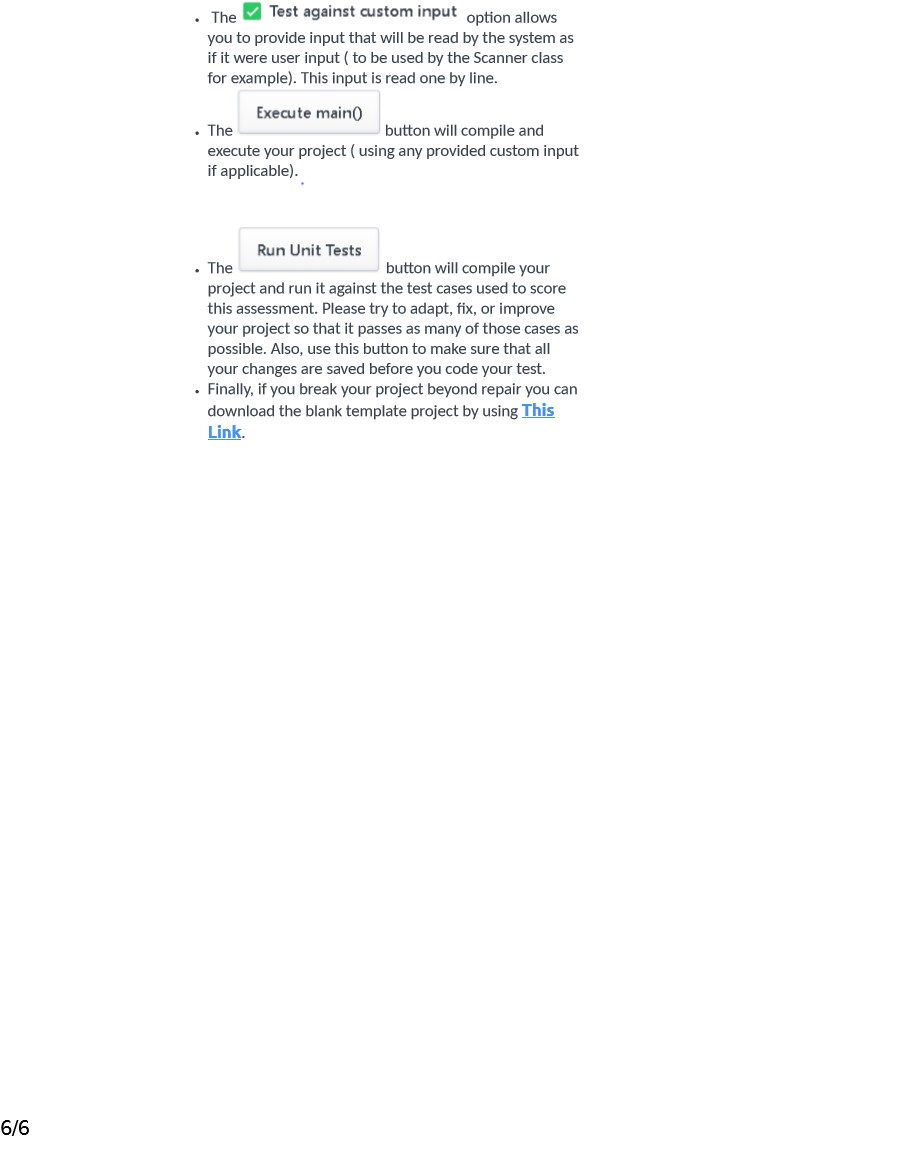 • The ✅ Test against custom input option allows
you to provide input that will be read by the system as
if it were user input ( to be used by the Scanner class
for example). This input is read one by line.
• The Execute main() button will compile and
execute your project ( using any provided custom input
if applicable).
• The Run Unit Tests button will compile your
project and run it against the test cases used to score
this assessment. Please try to adapt, fix, or improve
your project so that it passes as many of those cases as
possible. Also, use this button to make sure that all
your changes are saved before you code your test.
• Finally, if you break your project beyond repair you can
download the blank template project by using This
Link.
6/6